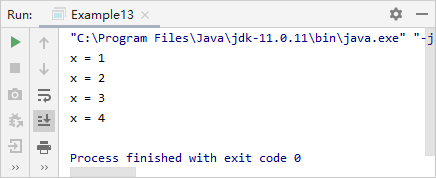 Run: Example13
"C:\Program Files\Java\jdk-11.0.11\bin\java.exe" "-j
x = 1
x = 2
x = 3
x = 4
Process finished with exit code 0